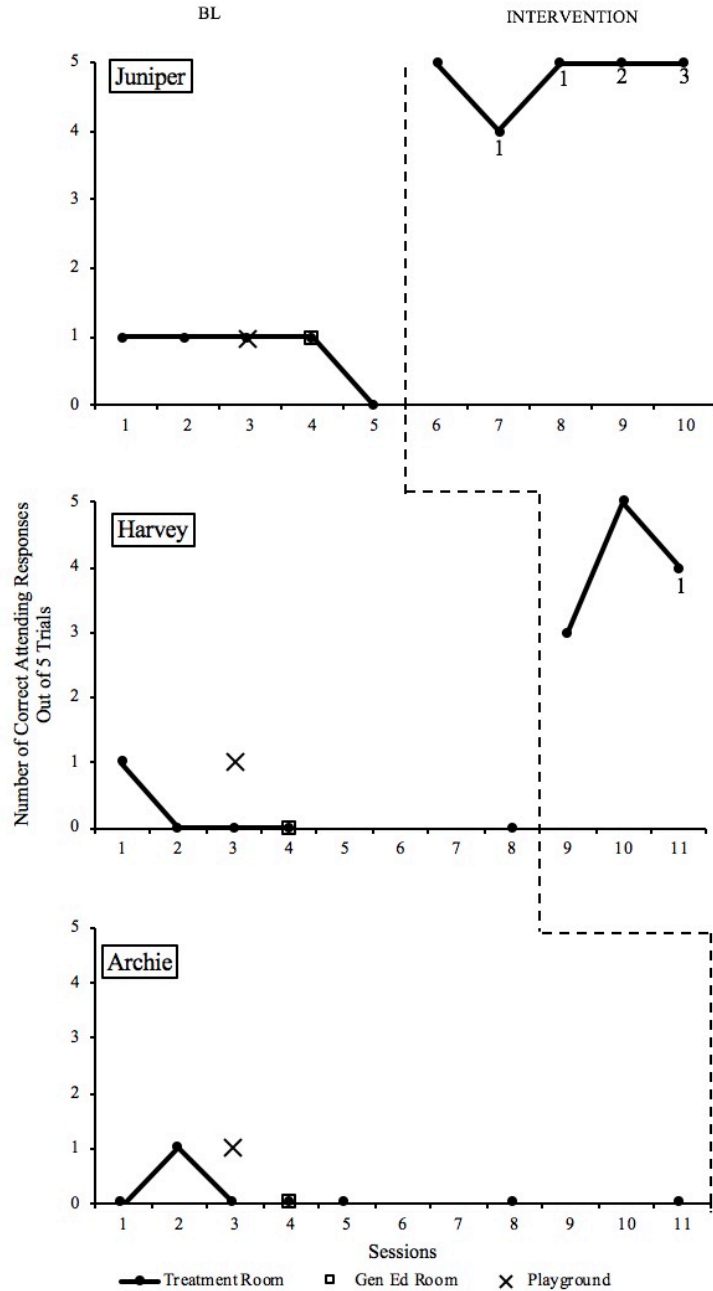 BL INTERVENTION
Juniper
5
4
3
2
1
0
1
1
2
3
1 2 3 4 5 6 7 8 9 10
Number of Correct Attending Responses
Out of 5 Trials
Harvey
5
4
3
2
1
0
1
1 2 3 4 5 6 7 8 9 10 11
Archie
5
4
3
2
1
0
1 2 3 4 5 6 7 8 9 10 11
Sessions
Treatment Room Gen Ed Room Playground